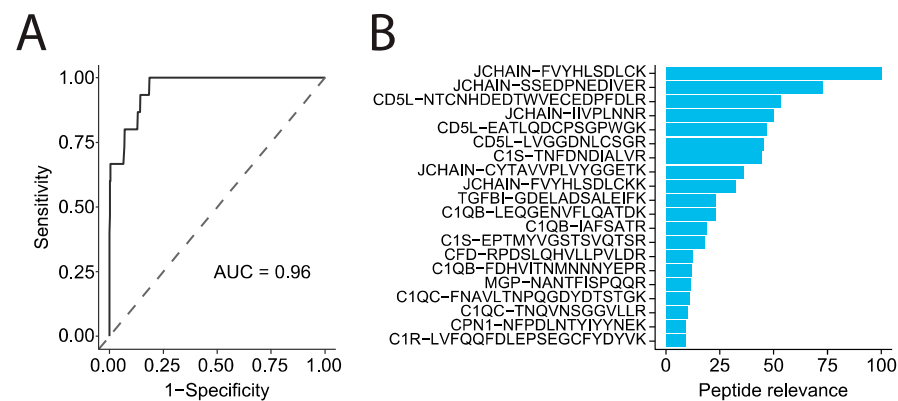 A
Sensitivity
1.00
0.75
0.50
0.25
0.00
AUC = 0.96
0.00 0.25 0.50 0.75 1.00
1−Specificity
B
JCHAIN−FVYHLSDLCK
JCHAIN−SSEDPNEDIVER
CD5L−NTCNHDEDTWVECEDPFDLR
JCHAIN−IIVPLNNR
CD5L−EATLQDCPSGPWGK
CD5L−LVGGDNLCSGR
C1S−TNFDNDIALVR
JCHAIN−CYTAVVPLVYGGETK
JCHAIN−FVYHLSDLCKK
TGFBI−GDELADSALEIFK
C1QB−LEQGENVFLQATDK
C1QB−IAFSATR
C1S−EPTMYVGSTSVQTSR
CFD−RPDSLQHVLLPVLDR
C1QB−FDHVITNMNNNYEPR
MGP−NANTFISPQQR
C1QC−FNAVLTNPQGDYDTSTGK
C1QC−TNQVNSGGVLLR
CPN1−NFPDLNTYIYYNEK
C1R−LVFQQFDLEPSEGCFYDYVK
0 25 50 75 100
Peptide relevance